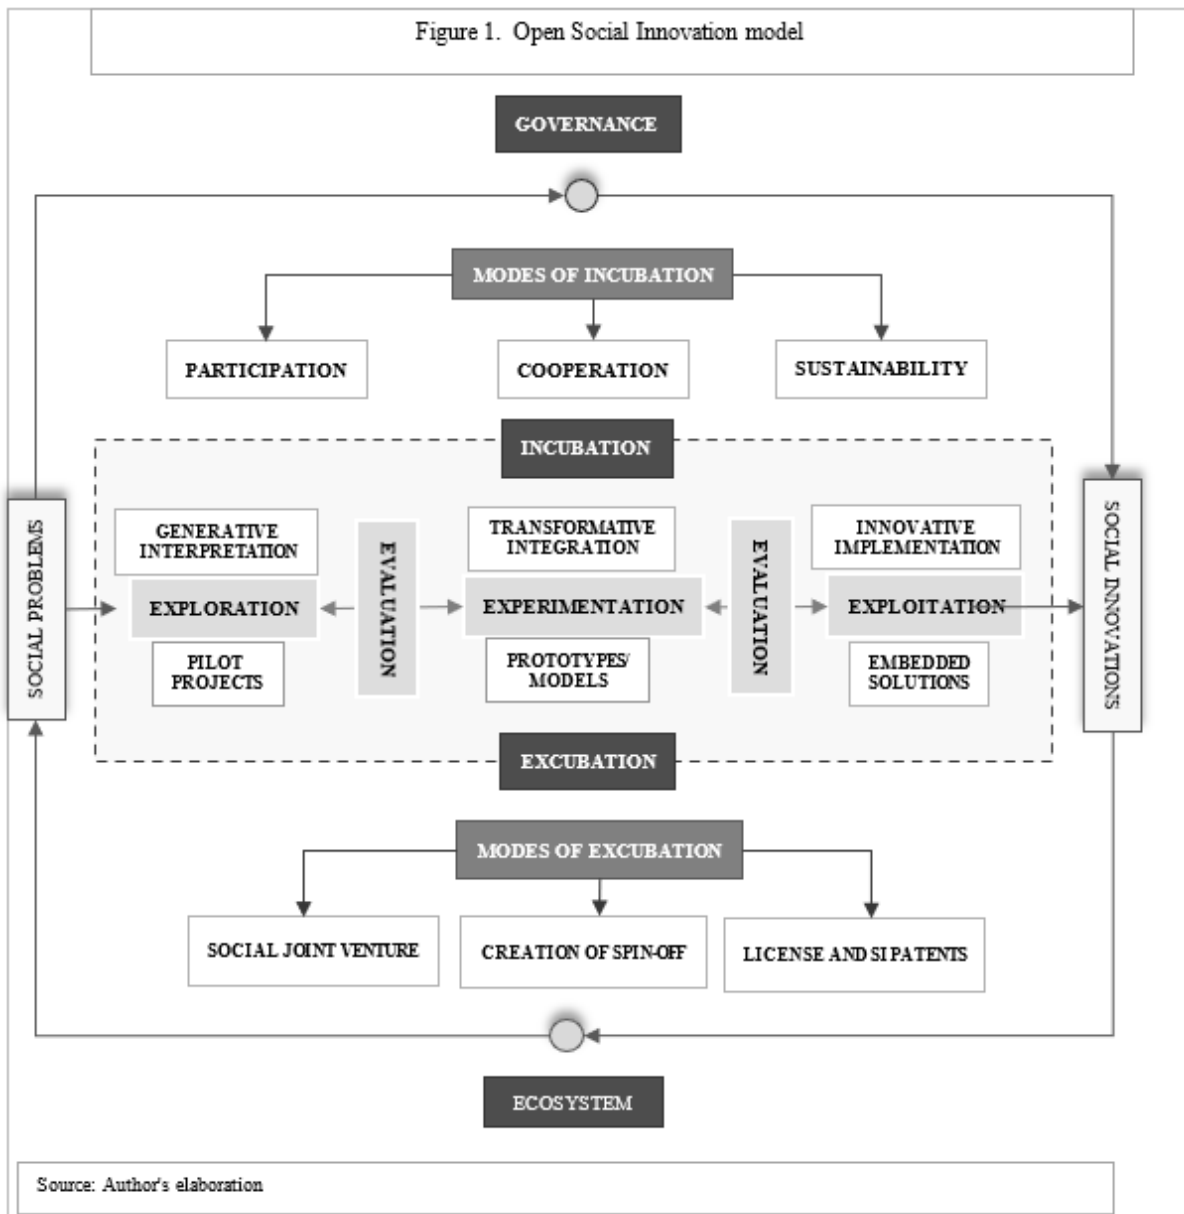 Figure 1. Open Social Innovation model
GOVERNANCE
MODES OF INCUBATION
PARTICIPATION
COOPERATION
SUSTAINABILITY
INCUBATION
SOCIAL PROBLEMS
GENERATIVE
INTERPRETATION
EXPLORATION
PILOT
PROJECTS
EVALUATION
TRANSFORMATIVE
INTEGRATION
EXPERIMENTATION
PROTOTYPES/
MODELS
EVALUATION
INNOVATIVE
IMPLEMENTATION
EXPLOITATION
EMBEDDED
SOLUTIONS
SOCIAL INNOVATIONS
EXCUBATION
MODES OF EXCUBATION
SOCIAL JOINT VENTURE
CREATION OF SPIN-OFF
LICENSE AND SI PATENTS
ECOSYSTEM
Source: Author's elaboration